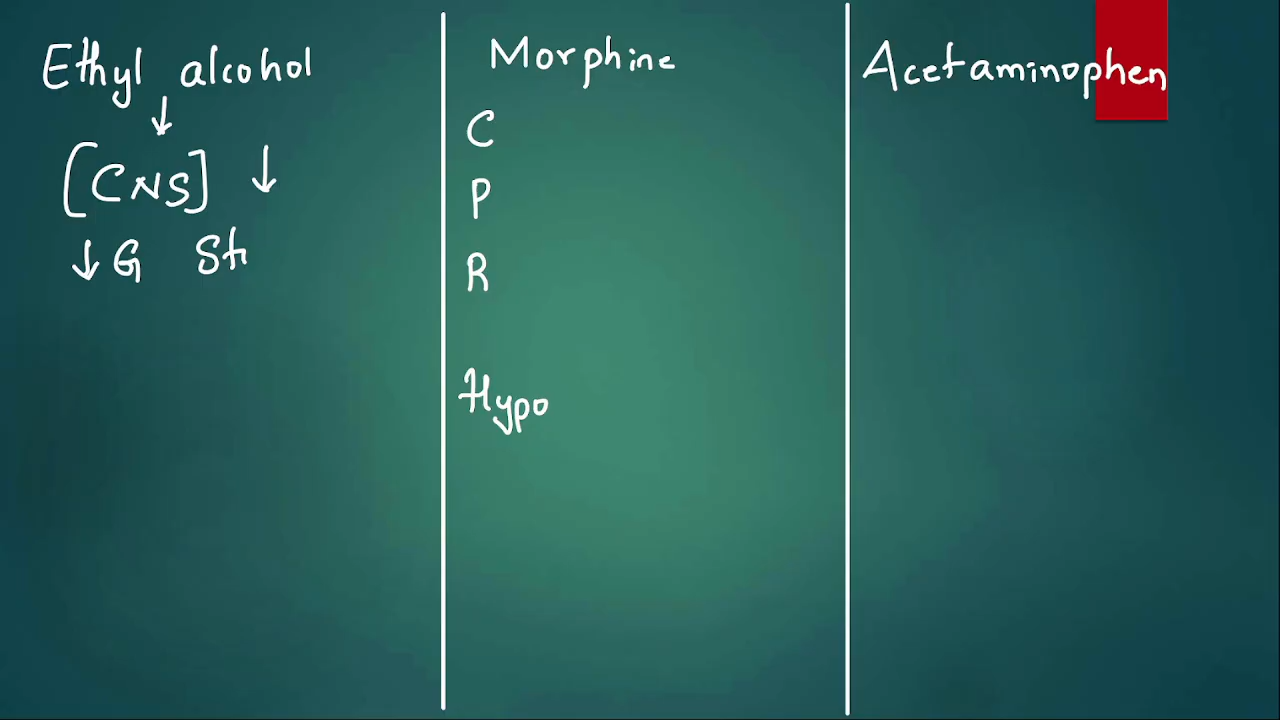 Ethyl alcohol
↓
[CNS] ↓
↓ G St
Morphine
C
P
R
Hypo
Acetaminophen